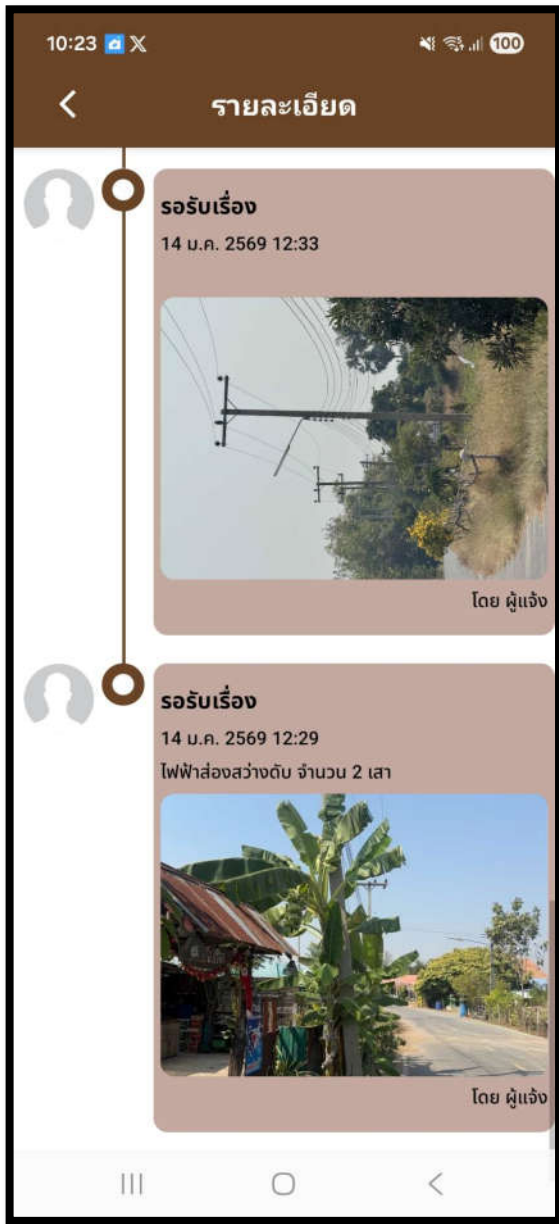 10:23
100
รายละเอียด
รอรับเรื่อง
14 ม.ค. 2569 12:33
โดย ผู้แจ้ง
รอรับเรื่อง
14 ม.ค. 2569 12:29
ไฟฟ้าส่องสว่างดับ จำนวน 2 เสา
โดย ผู้แจ้ง